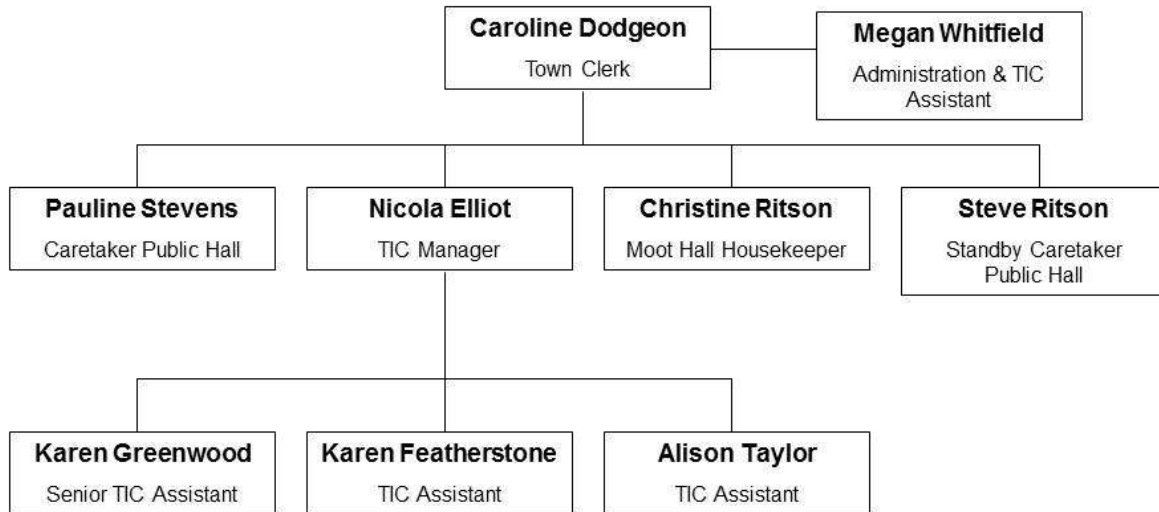 Caroline Dodgeon
Town Clerk
Megan Whitfield
Administration & TIC
Assistant
Pauline Stevens
Caretaker Public Hall
Nicola Elliot
TIC Manager
Christine Ritson
Moot Hall Housekeeper
Steve Ritson
Standby Caretaker
Public Hall
Karen Greenwood
Senior TIC Assistant
Karen Featherstone
TIC Assistant
Alison Taylor
TIC Assistant